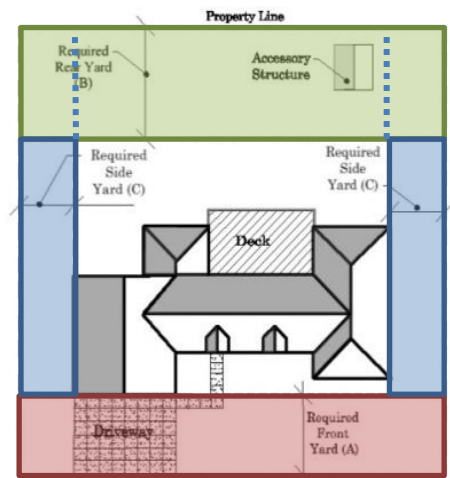 Property Line
Required
Rear Yard
(B)
Accessory
Structure
Required
Side
Yard (C)
Required
Side
Yard (C)
Deck
Driveway
Required
Front
Yard (A)